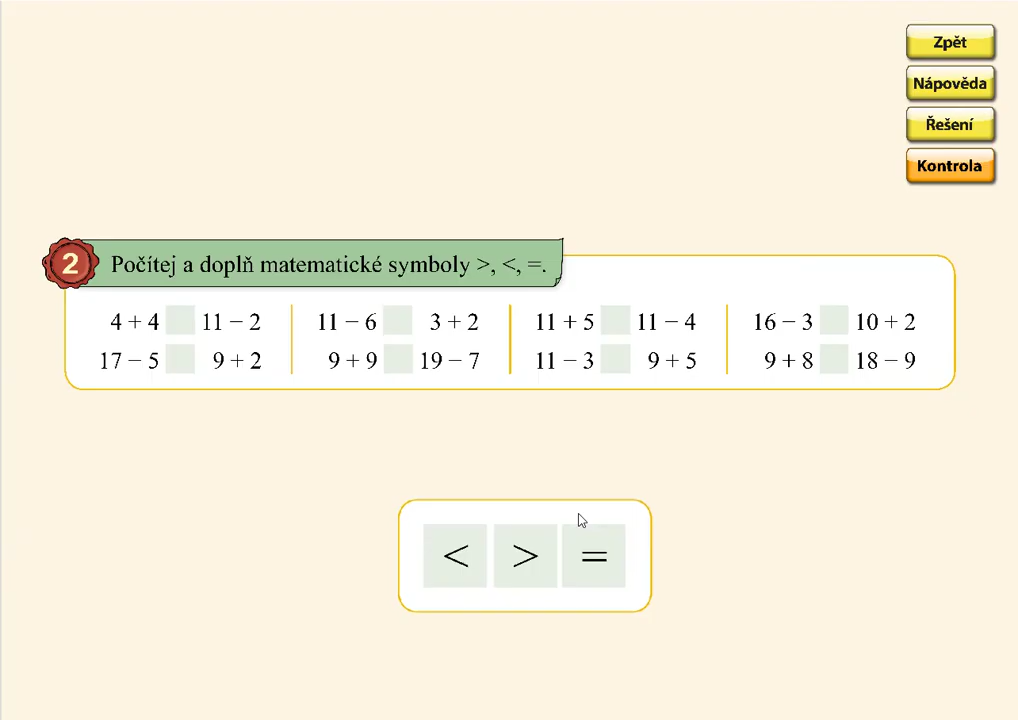 Zpět
Nápověda
Řešení
Kontrola
2 Počítej a doplň matematické symboly >, <, =.
4 + 4 11 − 2 11 − 6 3 + 2 11 + 5 11 − 4 16 − 3 10 + 2
17 − 5 9 + 2 9 + 9 19 − 7 11 − 3 9 + 5 9 + 8 18 − 9
< > =